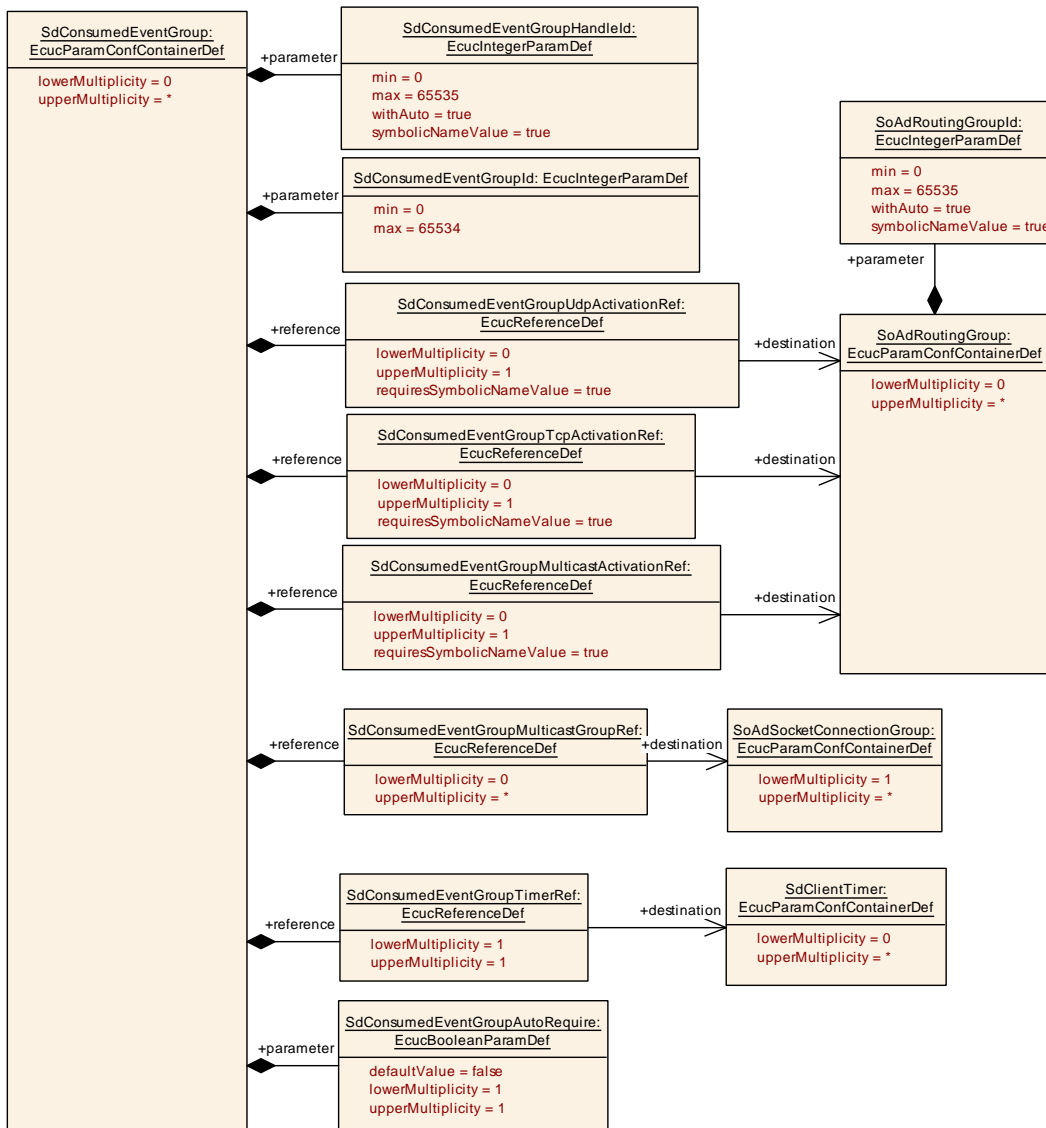 SdConsumedEventGroup:
EcucParamConfContainerDef
lowerMultiplicity = 0
upperMultiplicity = *
+parameter
SdConsumedEventGroupHandleId:
EcucIntegerParamDef
min = 0
max = 65535
withAuto = true
symbolicNameValue = true
+parameter
SdConsumedEventGroupId: EcucIntegerParamDef
min = 0
max = 65534
SoAdRoutingGroupId:
EcucIntegerParamDef
min = 0
max = 65535
withAuto = true
symbolicNameValue = true
+parameter
+reference
SdConsumedEventGroupUdpActivationRef:
EcucReferenceDef
lowerMultiplicity = 0
upperMultiplicity = 1
requiresSymbolicNameValue = true
+destination
SoAdRoutingGroup:
EcucParamConfContainerDef
lowerMultiplicity = 0
upperMultiplicity = *
+reference
SdConsumedEventGroupTcpActivationRef:
EcucReferenceDef
lowerMultiplicity = 0
upperMultiplicity = 1
requiresSymbolicNameValue = true
+destination
+reference
SdConsumedEventGroupMulticastActivationRef:
EcucReferenceDef
lowerMultiplicity = 0
upperMultiplicity = 1
requiresSymbolicNameValue = true
+destination
+reference
SdConsumedEventGroupMulticastGroupRef:
EcucReferenceDef
lowerMultiplicity = 0
upperMultiplicity = *
+destination
SoAdSocketConnectionGroup:
EcucParamConfContainerDef
lowerMultiplicity = 1
upperMultiplicity = *
+reference
SdConsumedEventGroupTimerRef:
EcucReferenceDef
lowerMultiplicity = 1
upperMultiplicity = 1
+destination
SdClientTimer:
EcucParamConfContainerDef
lowerMultiplicity = 0
upperMultiplicity = *
+parameter
SdConsumedEventGroupAutoRequire:
EcucBooleanParamDef
defaultValue = false
lowerMultiplicity = 1
upperMultiplicity = 1